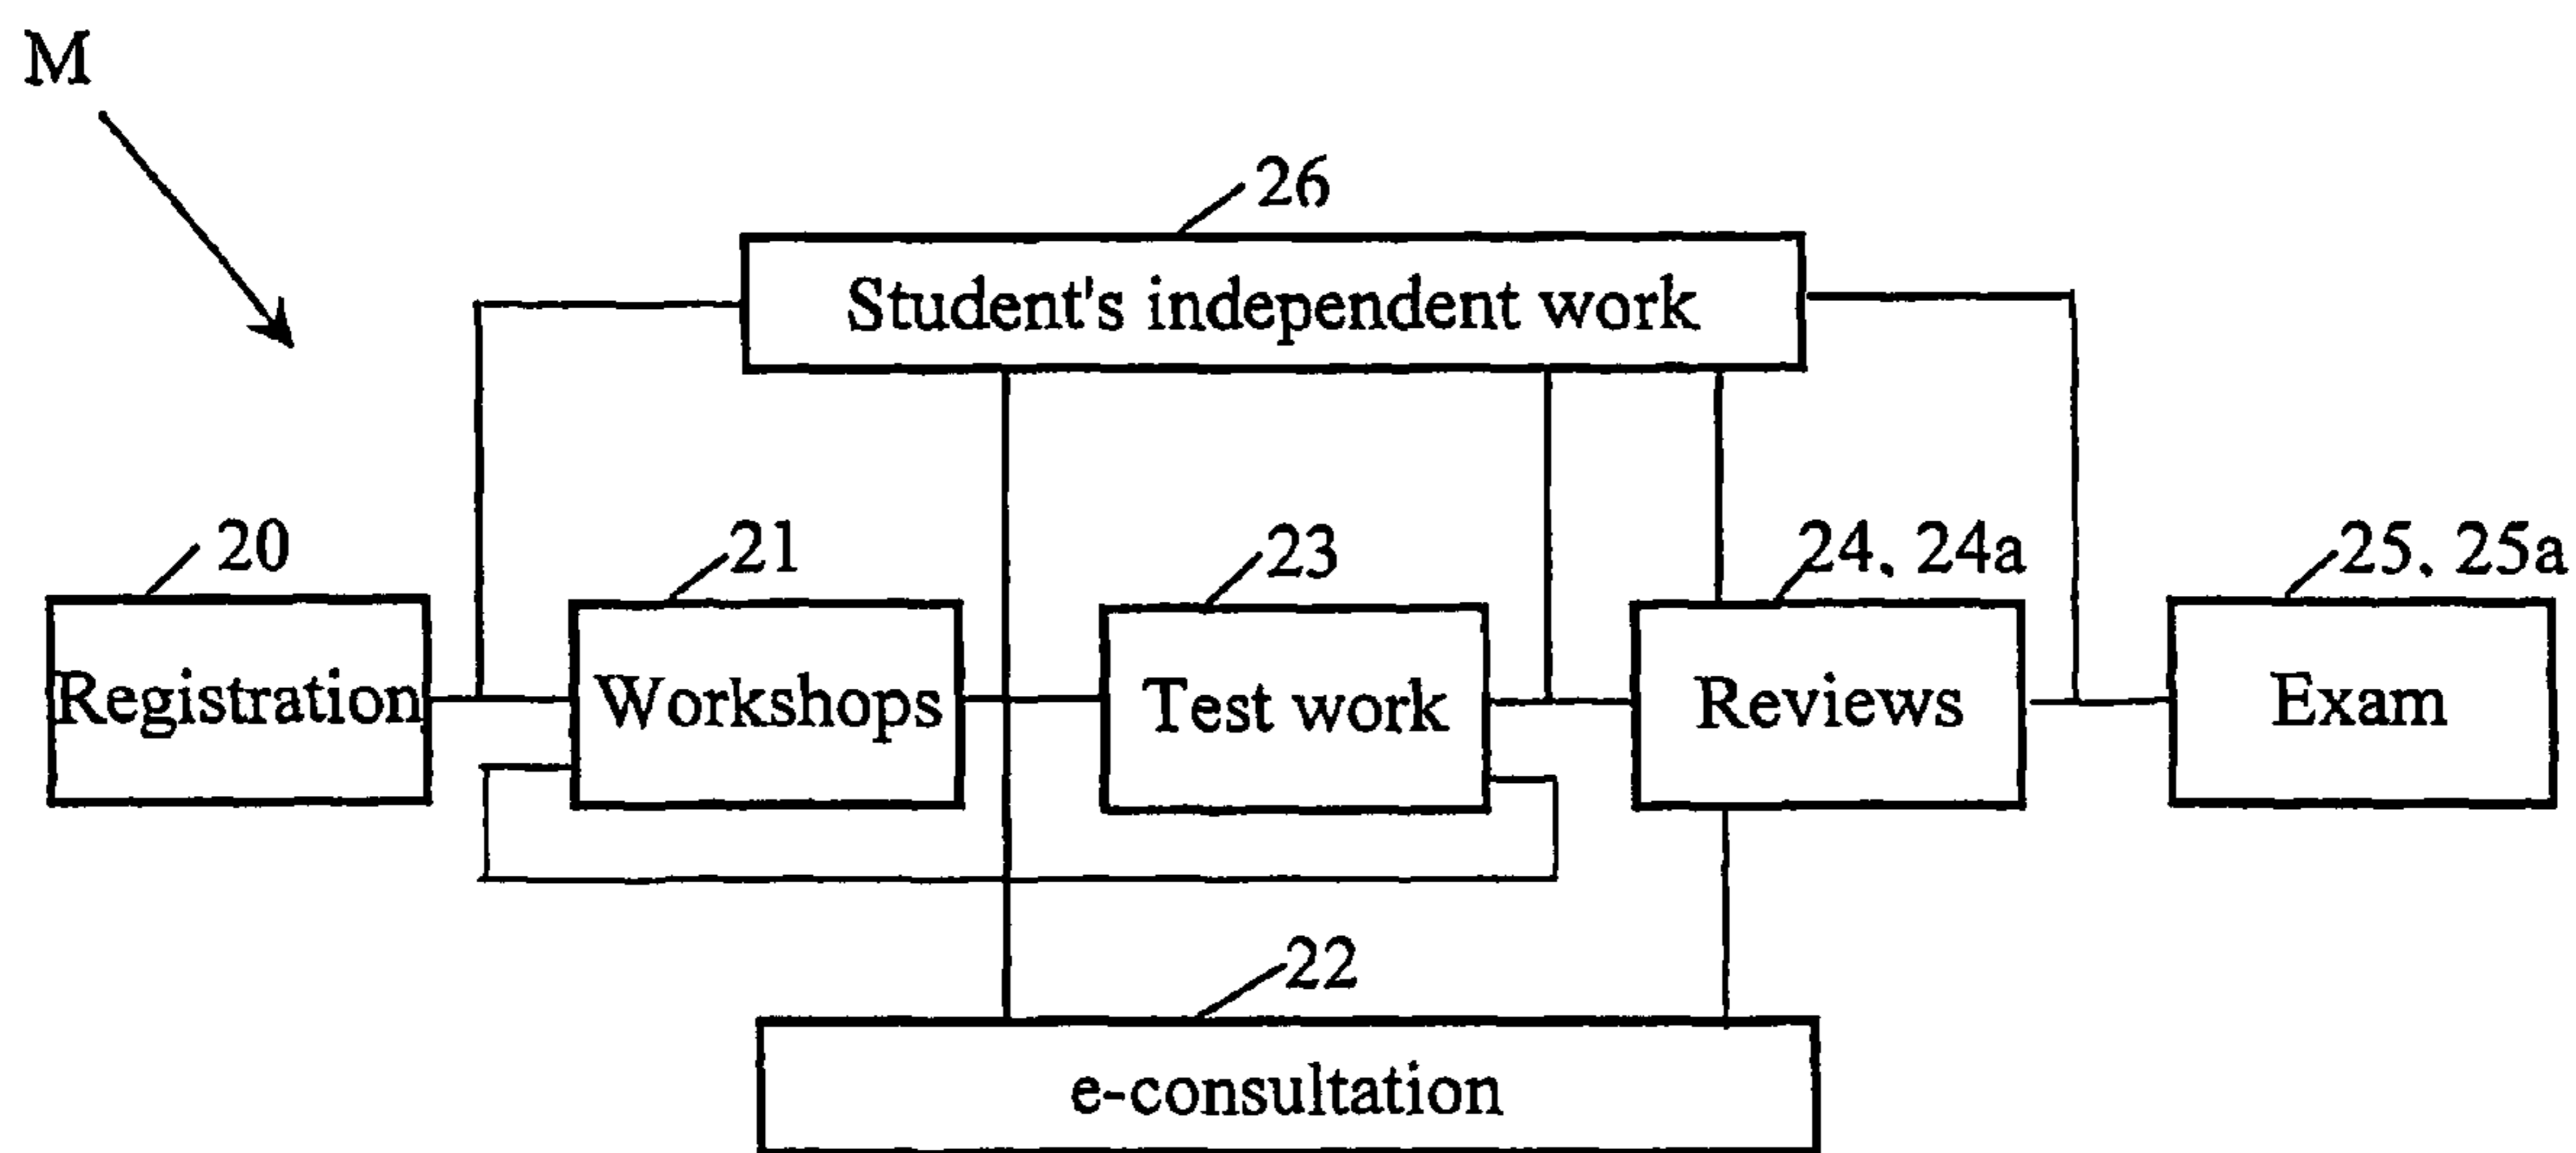 M
26
Student's independent work
20
21
23
24, 24a
25, 25a
Registration
Workshops
Test work
Reviews
Exam
22
e-consultation